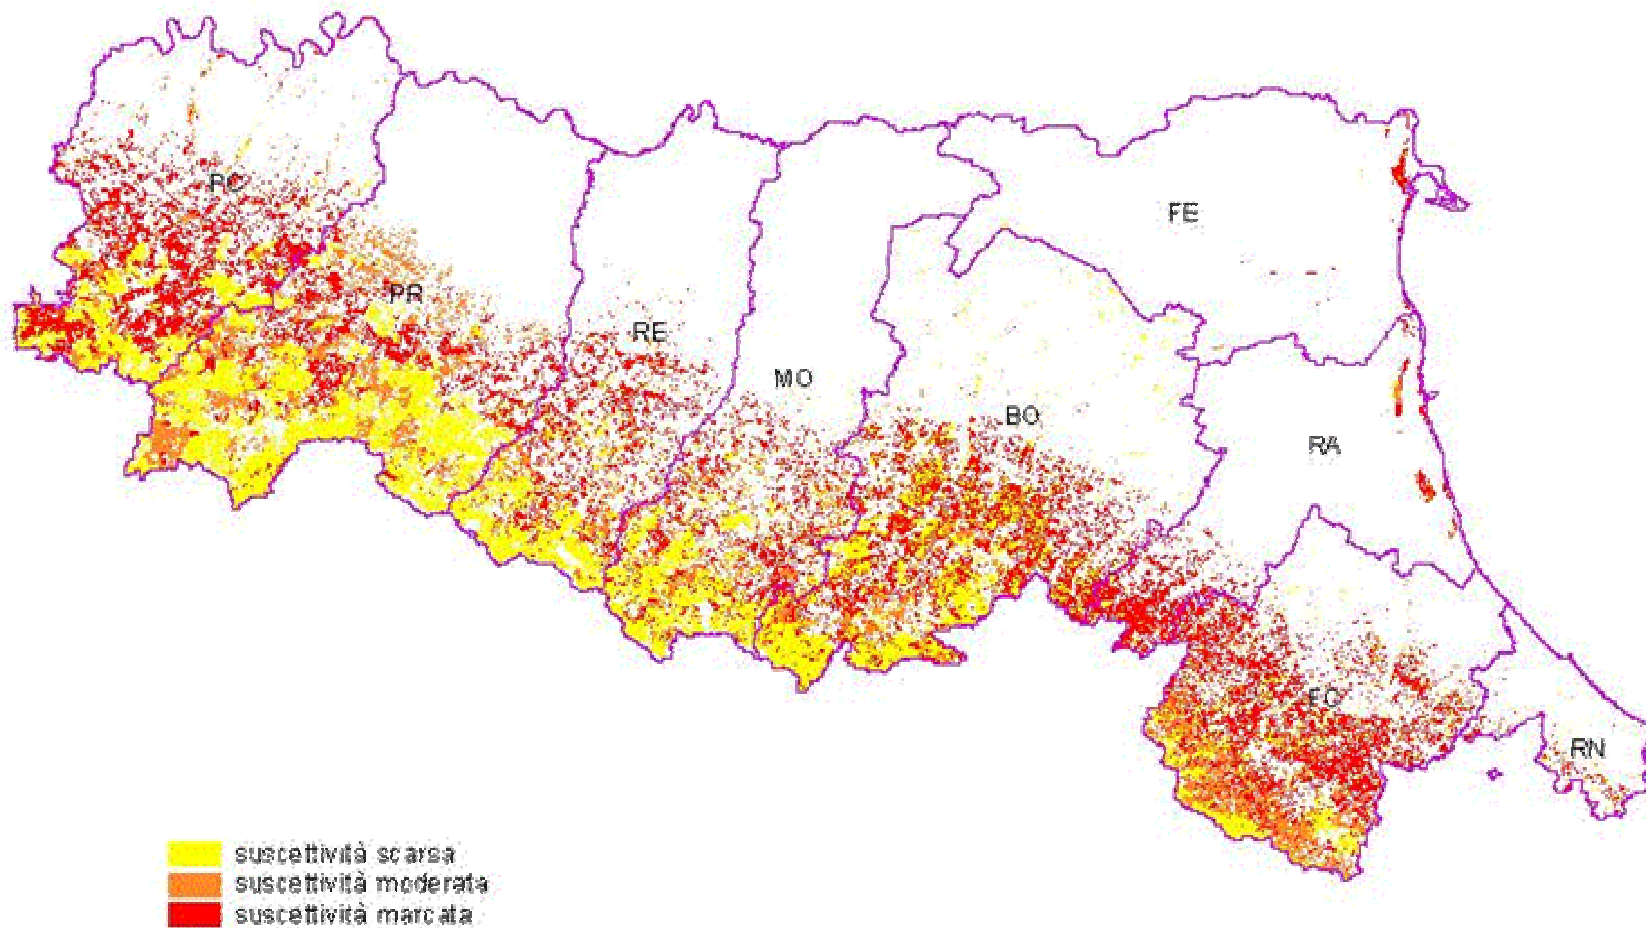 PC
FE
PR
RE
MO
BO
RA
FC
RN
suscettività scarsa
suscettività moderata
suscettività marcata